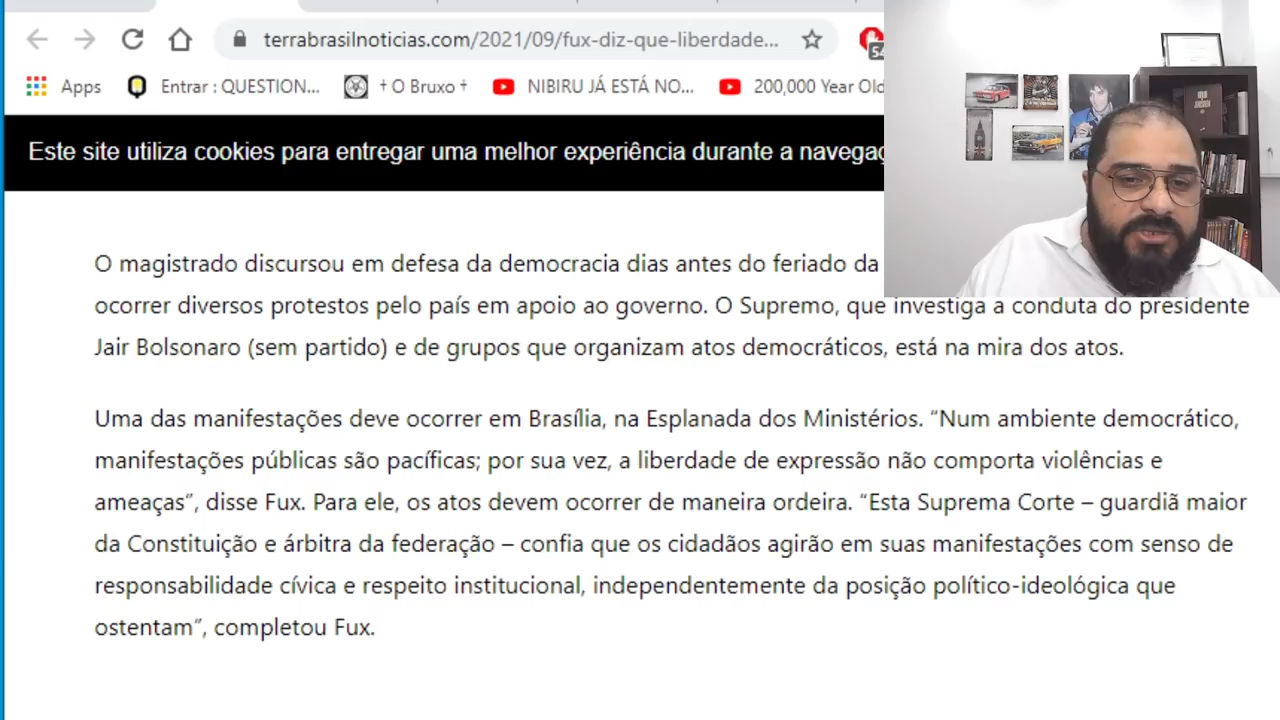 terrabrasilnoticias.com/2021/09/fux-diz-que-liberdade...
Apps Entrar : QUESTION... † O Bruxo † NIBIRU JÁ ESTÁ NO... 200,000 Year Old
Este site utiliza cookies para entregar uma melhor experiência durante a
O magistrado discursou em defesa da democracia dias antes do feriado da
ocorrer diversos protestos pelo país em apoio ao governo. O Supremo, que investiga a conduta do presidente
Jair Bolsonaro (sem partido) e de grupos que organizam atos democráticos, está na mira dos atos.
Uma das manifestações deve ocorrer em Brasília, na Esplanada dos Ministérios. “Num ambiente democrático,
manifestações públicas são pacíficas; por sua vez, a liberdade de expressão não comporta violências e
ameaças”, disse Fux. Para ele, os atos devem ocorrer de maneira ordeira. “Esta Suprema Corte – guardiã maior
da Constituição e árbitra da federação – confia que os cidadãos agirão em suas manifestações com senso de
responsabilidade cívica e respeito institucional, independentemente da posição político-ideológica que
ostentam”, completou Fux.